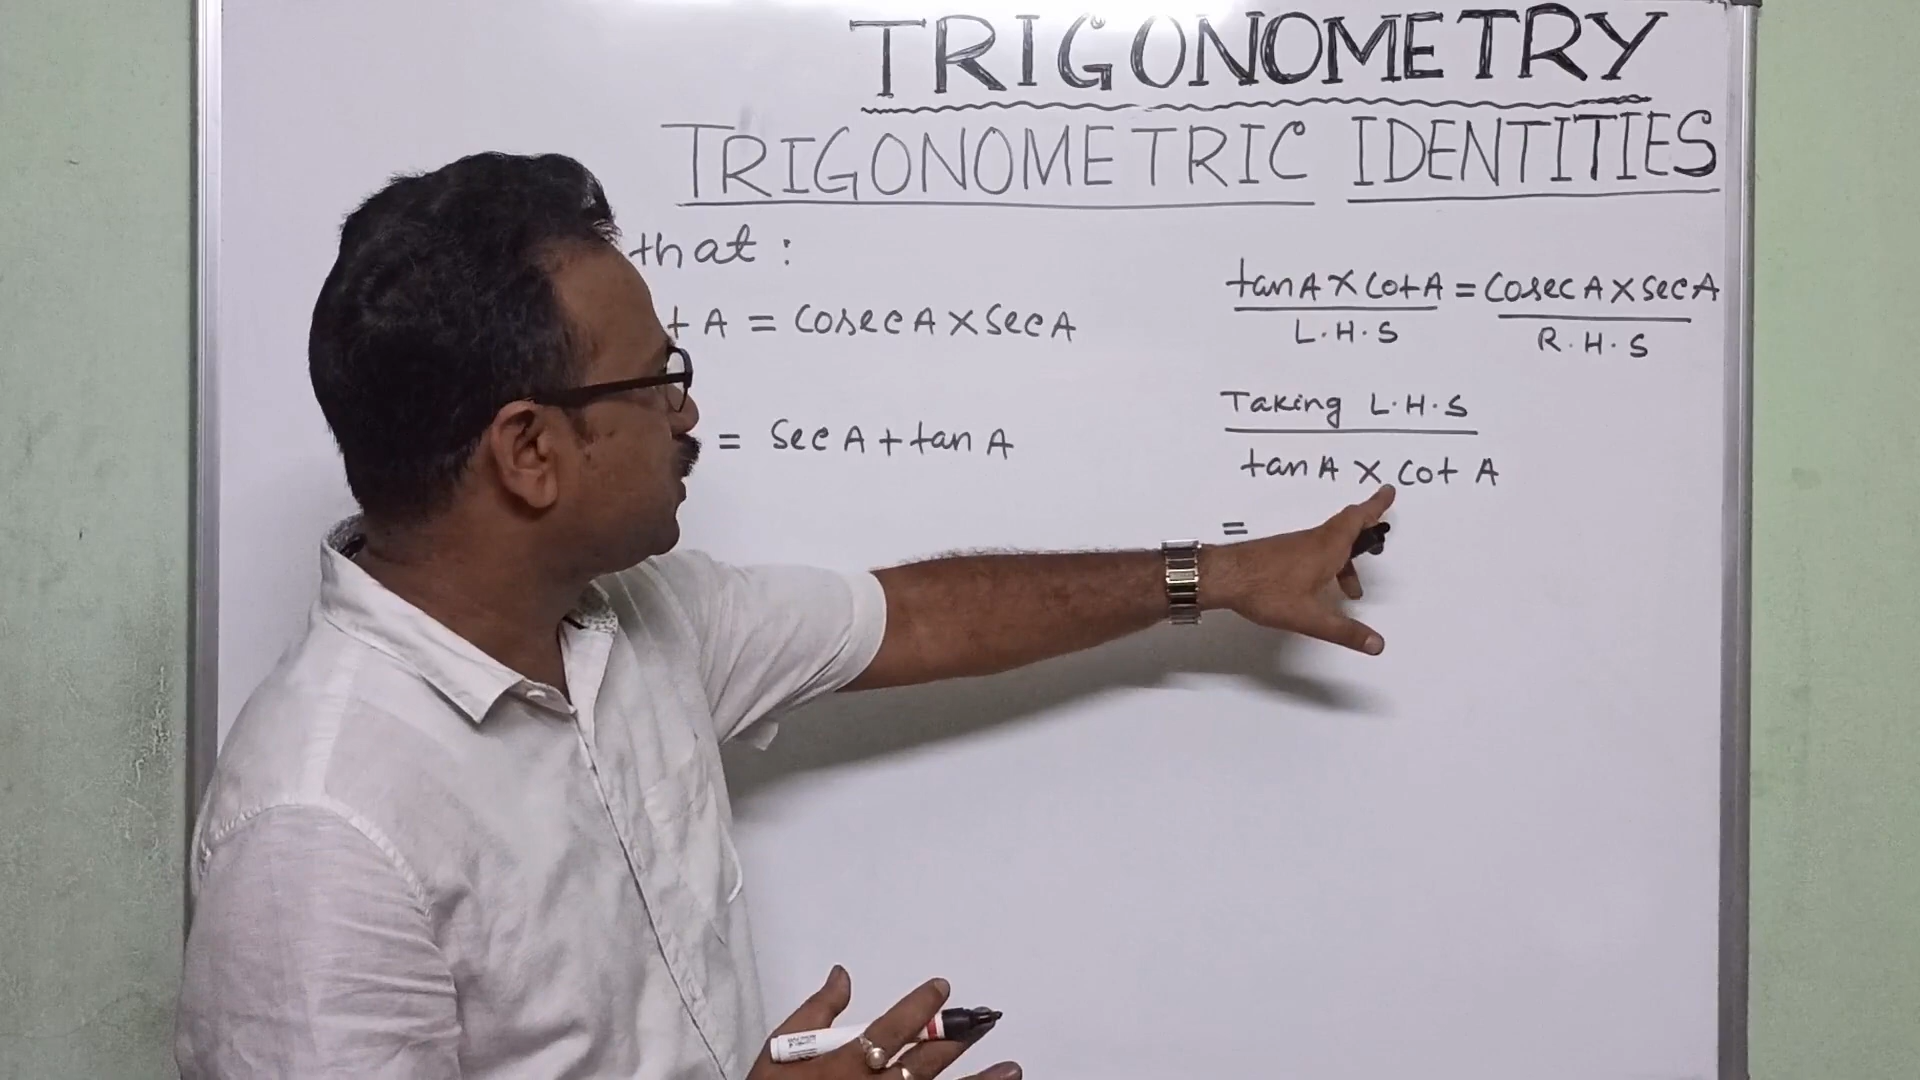 TRIGONOMETRY
TRIGONOMETRIC IDENTITIES
that :
t A = cosec A × sec A
= sec A + tan A
tan A × cot A = cosec A × sec A
L.H.S
R.H.S
Taking L.H.S
tan A × cot A
=